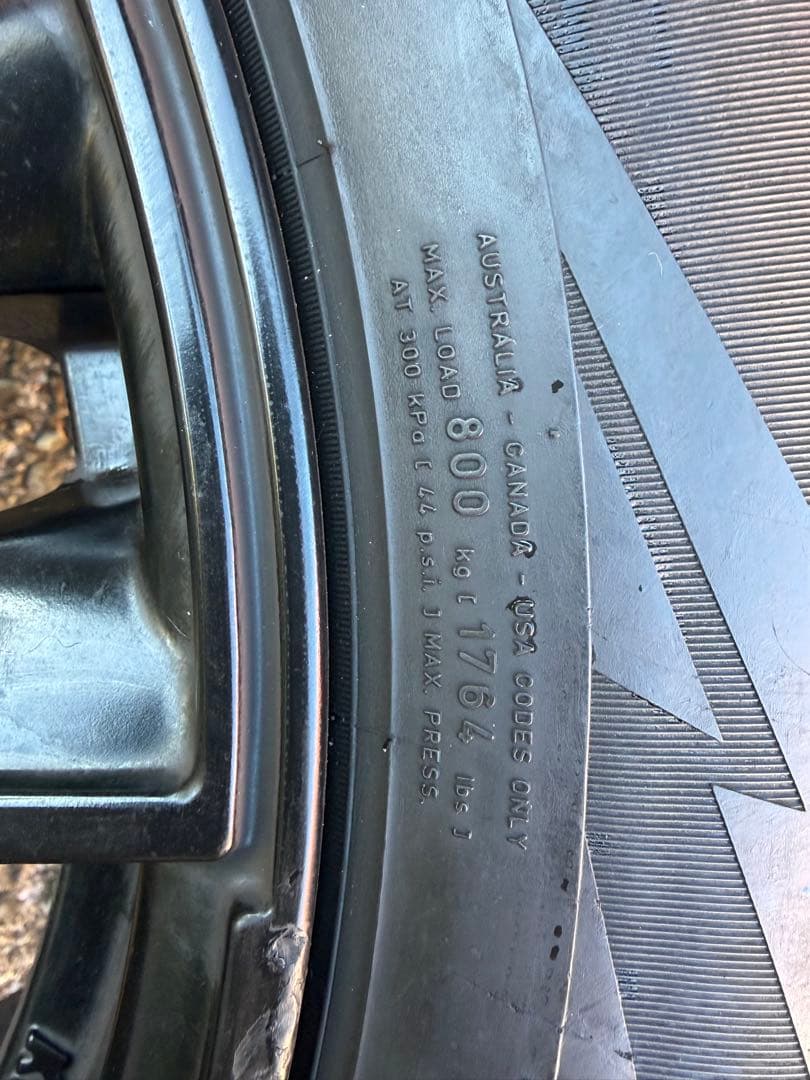 AUSTRALIA - CANADA - USA CODES ONLY
MAX. LOAD 800 kg [ 1764 lbs ]
AT 300 kPa [ 44 p.s.i. ] MAX. PRESS.